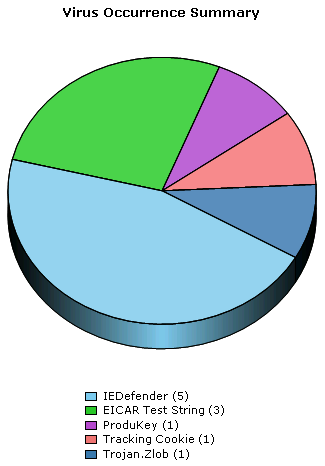 Virus Occurrence Summary
IEDefender (5)
EICAR Test String (3)
ProduKey (1)
Tracking Cookie (1)
Trojan.Zlob (1)